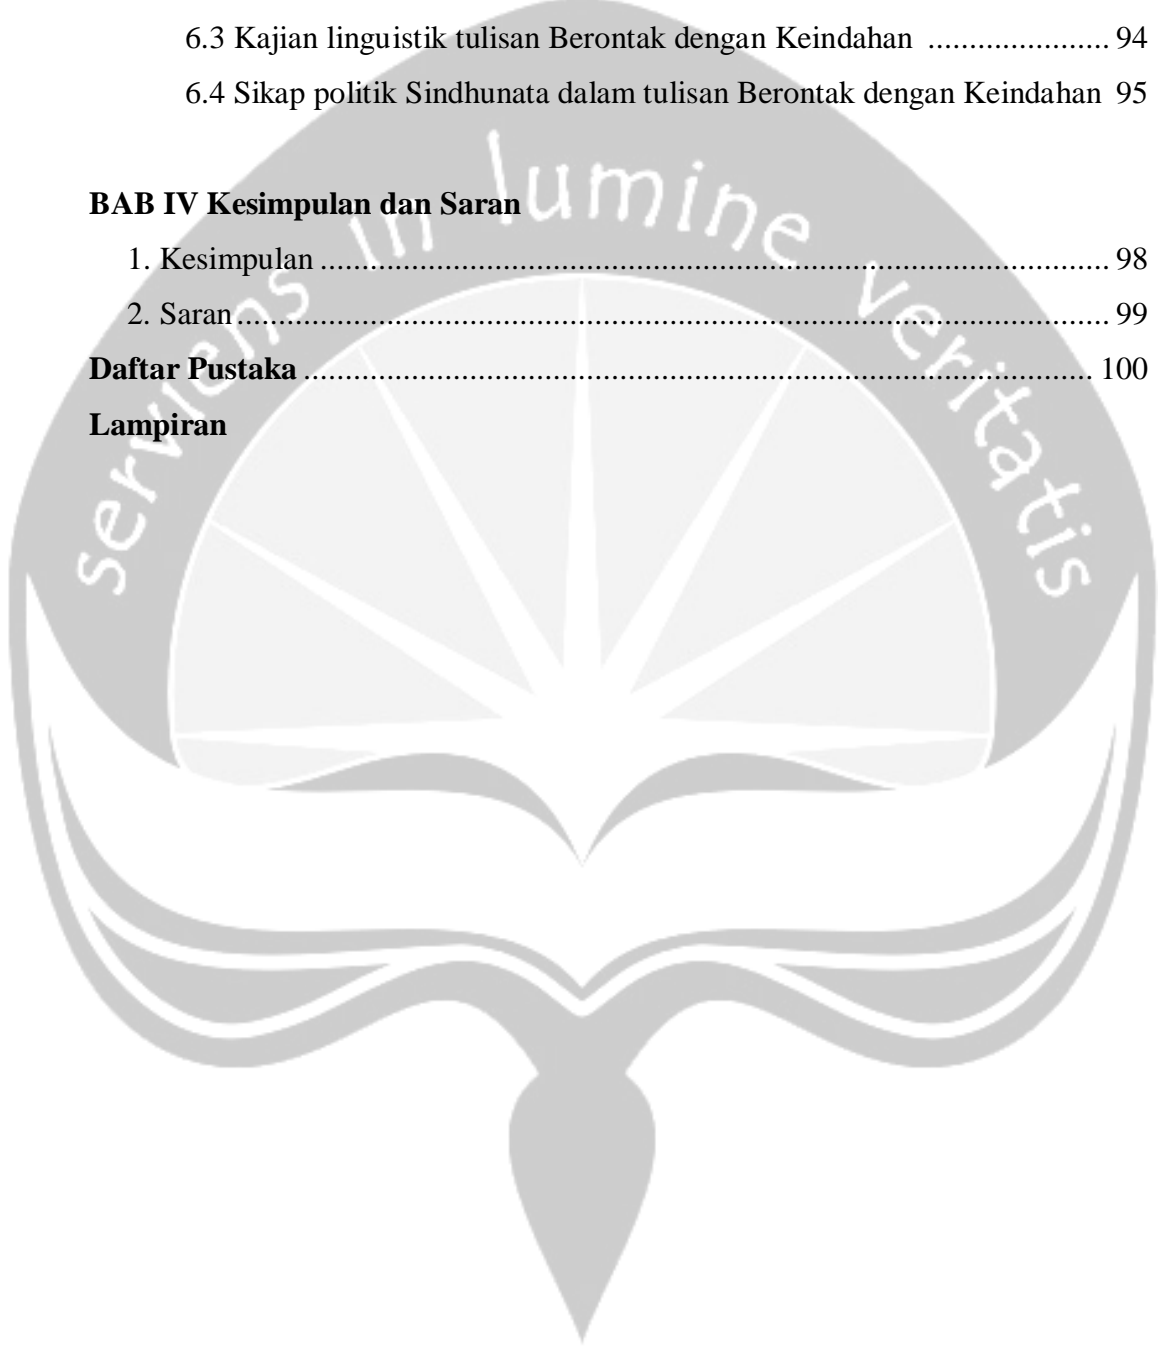 6.3 Kajian linguistik tulisan Berontak dengan Keindahan ...................... 94
6.4 Sikap politik Sindhunata dalam tulisan Berontak dengan Keindahan 95
serviens in lumine veritatis
BAB IV Kesimpulan dan Saran
1. Kesimpulan ............................................................................................... 98
2. Saran ......................................................................................................... 99
Daftar Pustaka ............................................................................................... 100
Lampiran